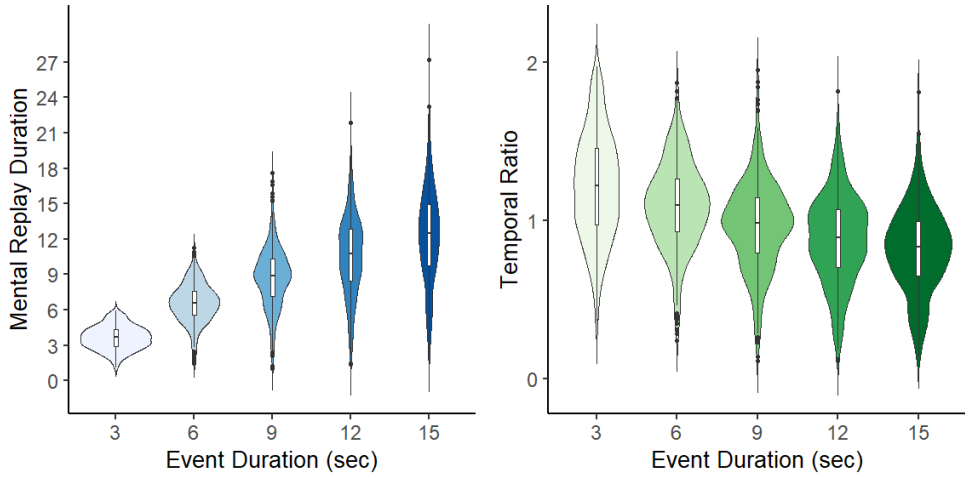 Mental Replay Duration
27
24
21
18
15
12
9
6
3
0
3 6 9 12 15
Event Duration (sec)
Temporal Ratio
2
1
0
3 6 9 12 15
Event Duration (sec)